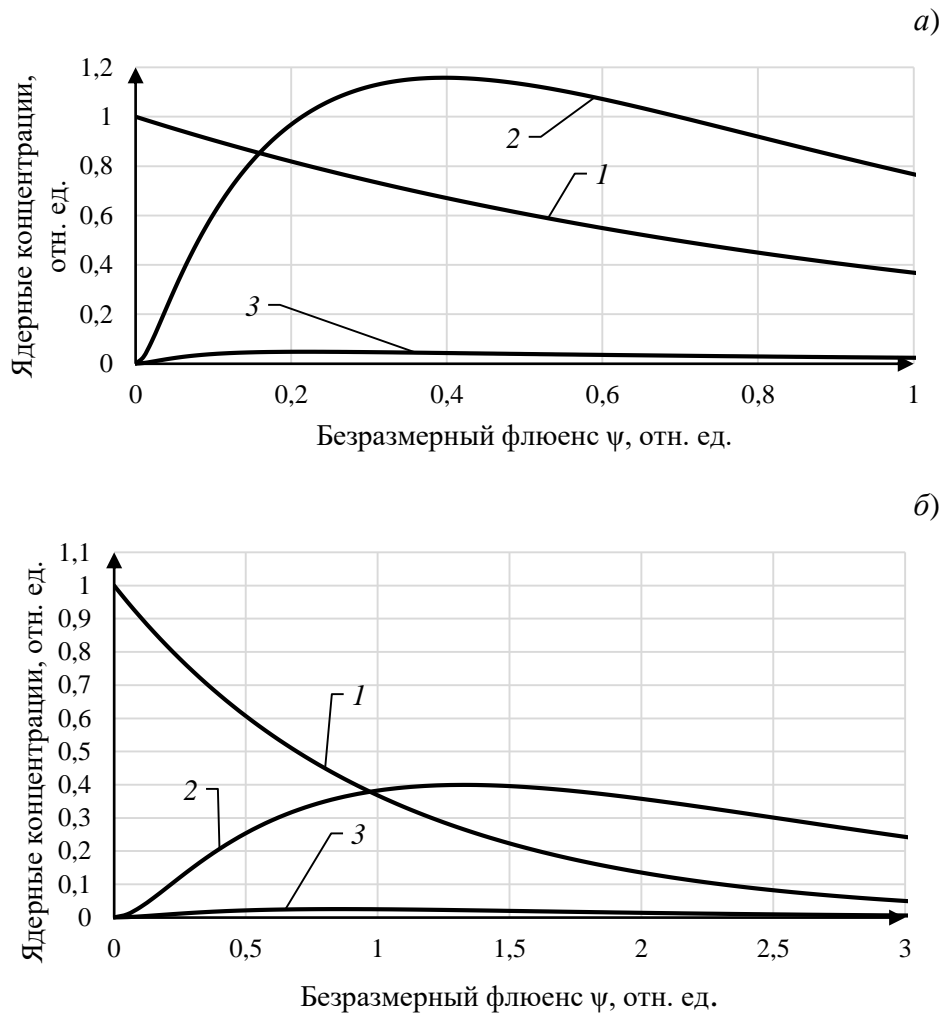 а)
Ядерные концентрации,
отн. ед.
1,2
1
0,8
0,6
0,4
0,2
0
2
1
3
0 0,2 0,4 0,6 0,8 1
Безразмерный флюенс ψ, отн. ед.
б)
Ядерные концентрации, отн. ед.
1,1
1
0,9
0,8
0,7
0,6
0,5
0,4
0,3
0,2
0,1
0
1
2
3
0 0,5 1 1,5 2 2,5 3
Безразмерный флюенс ψ, отн. ед.